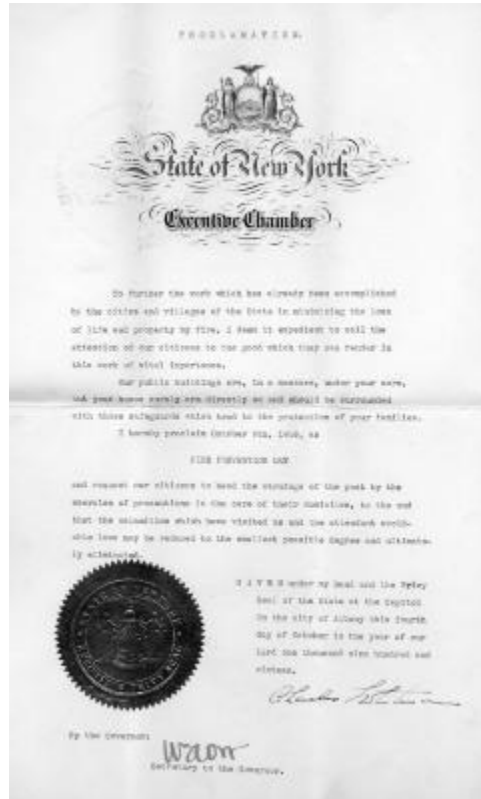 PROCLAMATION.
State of New York
Executive Chamber
To further the work which has already been accomplished
by the cities and villages of the State in minimizing the loss
of life and property by fire, I deem it expedient to call the
attention of our citizens to the good which they can render in
this work of vital importance.
Our public buildings are, in a measure, under your care,
but your homes surely are directly so and should be surrounded
with those safeguards which tend to the protection of your families.
I hereby proclaim October 9th, 1916, as
FIRE PREVENTION DAY
and request our citizens to heed the warnings of the past by the
exercise of precautions in the care of their dwellings, to the end
that the calamities which have visited us and the attendant
able loss may be reduced to the smallest possible degree and ultimate-
ly eliminated.
G I V E N under my hand and the Privy
Seal of the State at the Capitol
in the city of Albany this fourth
day of October in the year of our
Lord one thousand nine hundred and
sixteen.
Charles
By the Governor:
Secretary to the Governor.